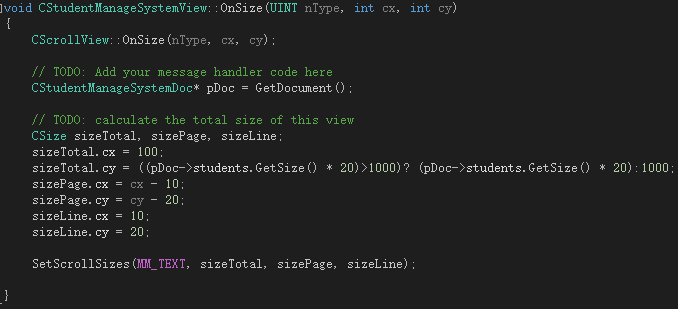 void CStudentManageSystemView::OnSize(UINT nType, int cx, int cy)
{
CScrollView::OnSize(nType, cx, cy);
// TODO: Add your message handler code here
CStudentManageSystemDoc* pDoc = GetDocument();
// TODO: calculate the total size of this view
CSize sizeTotal, sizePage, sizeLine;
sizeTotal.cx = 100;
sizeTotal.cy = ((pDoc->students.GetSize() * 20)>1000)? (pDoc->students.GetSize() * 20):1000;
sizePage.cx = cx - 10;
sizePage.cy = cy - 20;
sizeLine.cx = 10;
sizeLine.cy = 20;
SetScrollSizes(MM_TEXT, sizeTotal, sizePage, sizeLine);
}